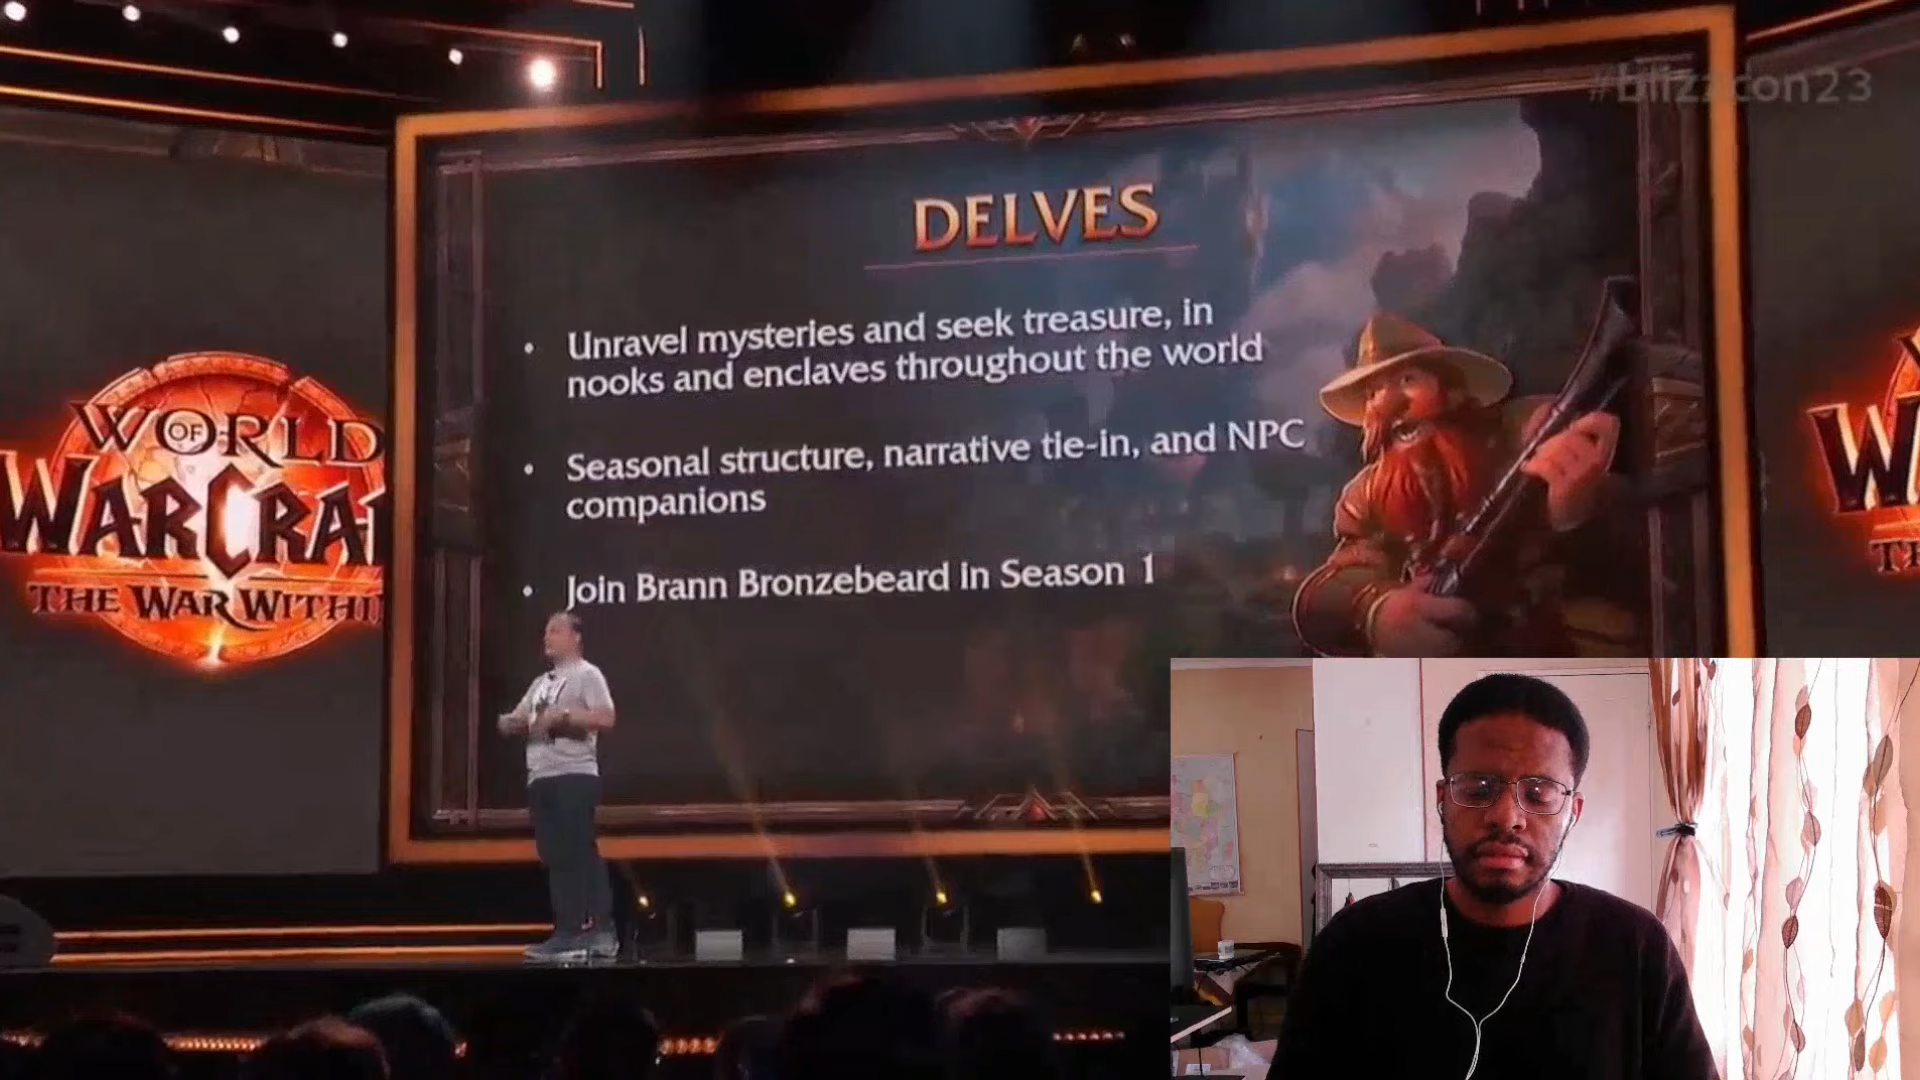 #blizzcon23
DELVES
• Unravel mysteries and seek treasure, in
nooks and enclaves throughout the world
• Seasonal structure, narrative tie-in, and NPC
companions
• Join Brann Bronzebeard in Season 1
WORLD
OF
WARCRA
THE WAR WITHI
W